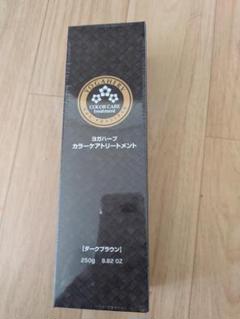 YOGAHERB
COLOR CARE
treatment
ヨガハーブ
カラーケアトリートメント
[ダークブラウン]
250g 8.82 OZ